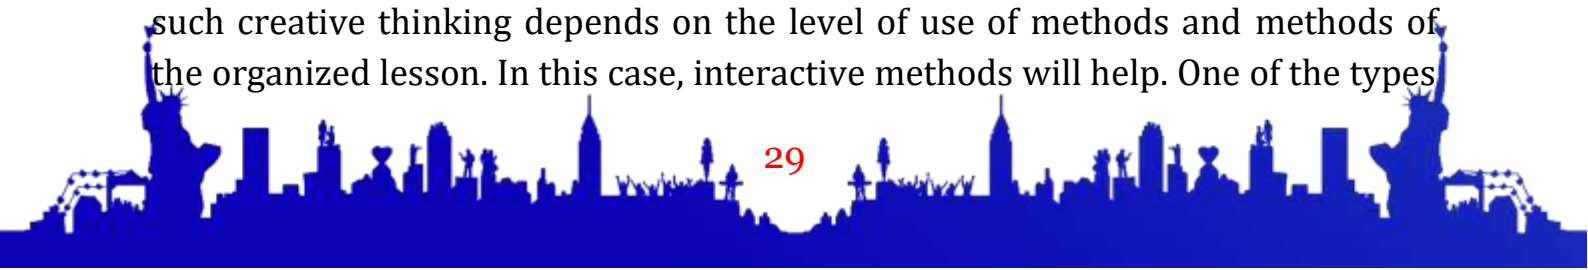 such creative thinking depends on the level of use of methods and methods of
the organized lesson. In this case, interactive methods will help. One of the types
29